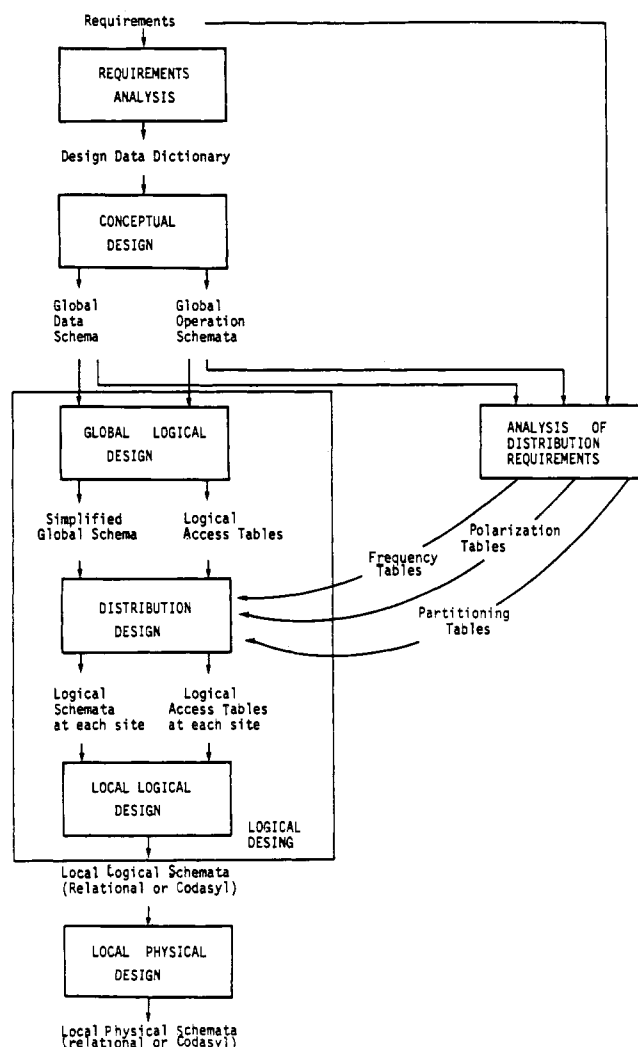 Requirements
REQUIREMENTS
ANALYSIS
Design Data Dictionary
CONCEPTUAL
DESIGN
Global
Data
Schema
Global
Operation
Schemata
GLOBAL LOGICAL
DESIGN
ANALYSIS OF
DISTRIBUTION
REQUIREMENTS
Simplified
Global Schema
Logical
Access Tables
Frequency
Tables
Polarization
Tables
Partitioning
Tables
DISTRIBUTION
DESIGN
Logical
Schemata
at each site
Logical
Access Tables
at each site
LOCAL LOGICAL
DESIGN
LOGICAL
DESING
Local Logical Schemata
(Relational or Codasyl)
LOCAL PHYSICAL
DESIGN
Local Physical Schemata
(relational or Codasyl)